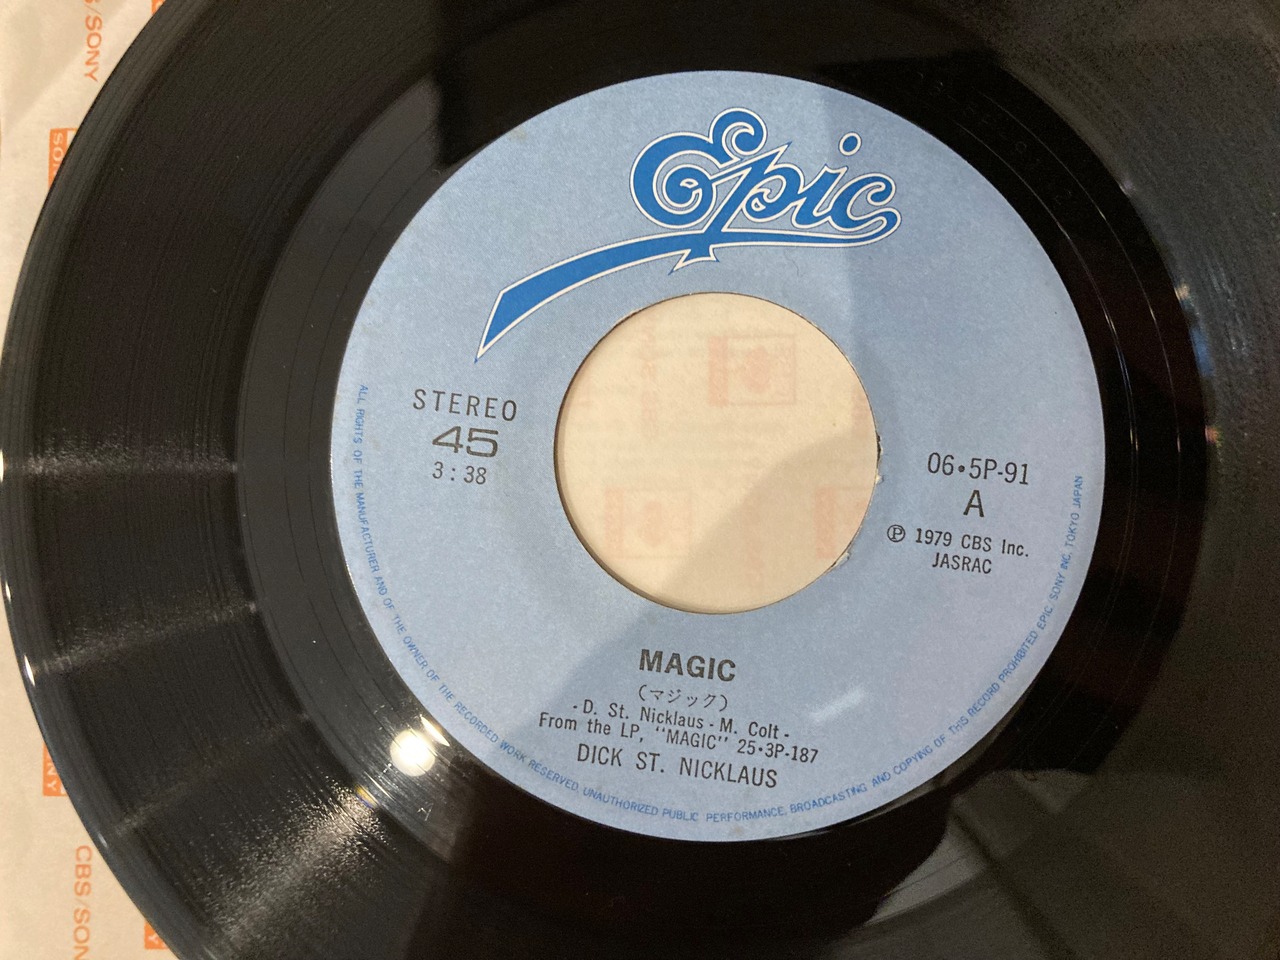 CBS/SONY
SONY
Epic
STEREO
45
3:38
06・5P-91
A
Ⓟ 1979 CBS Inc.
JASRAC
MAGIC
(マジック)
- D. St. Nicklaus - M. Colt -
From the LP, "MAGIC" 25・3P-187
DICK ST. NICKLAUS
ALL RIGHTS OF THE MANUFACTURER AND OF THE OWNER OF THE RECORDED WORK RESERVED. UNAUTHORIZED PUBLIC PERFORMANCE, BROADCASTING AND COPYING OF THIS RECORD PROHIBITED EPIC/SONY INC. TOKYO JAPAN
CBS/SON